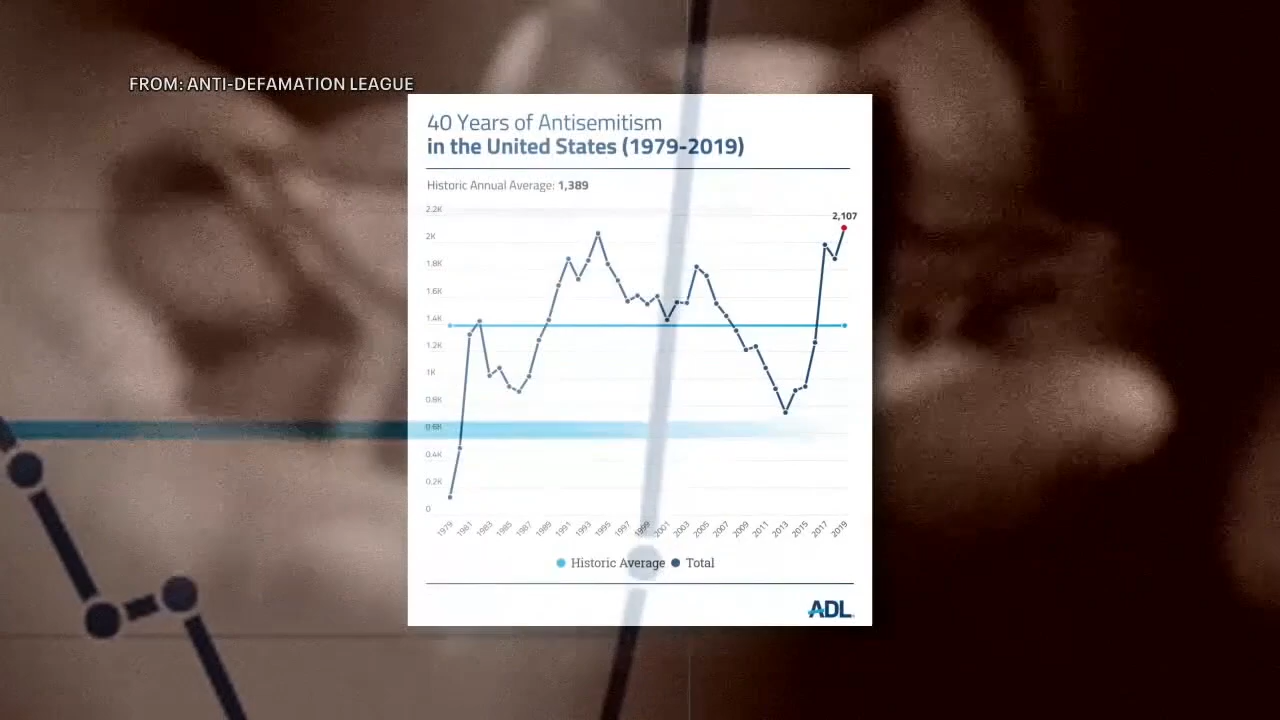 FROM: ANTI-DEFAMATION LEAGUE
40 Years of Antisemitism
in the United States (1979-2019)
Historic Annual Average: 1,389
2.2K
2,107
2K
1.8K
1.6K
1.4K
1.2K
1K
0.8K
0.6K
0.4K
0.2K
0
1979 1981 1983 1985 1987 1989 1991 1993 1995 1997 1999 2001 2003 2005 2007 2009 2011 2013 2015 2017 2019
Historic Average Total
ADL